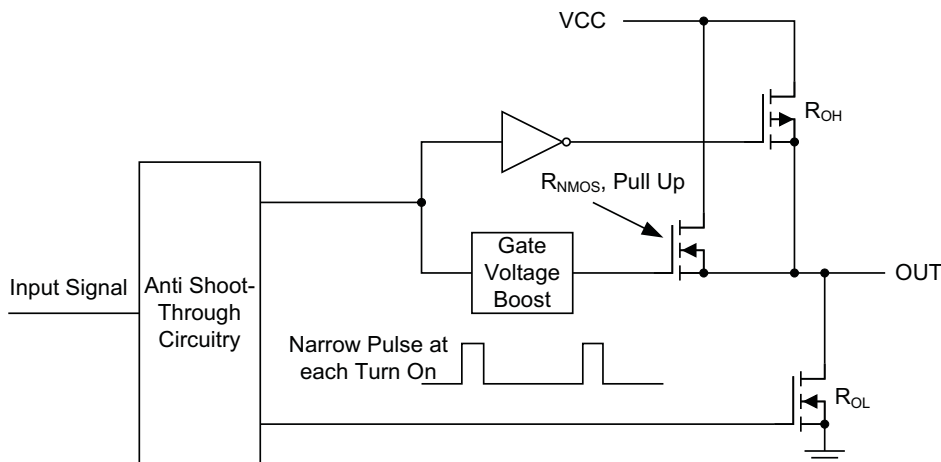 VCC
R_OH
R_NMOS, Pull Up
Gate
Voltage
Boost
OUT
Input Signal
Anti Shoot-
Through
Circuitry
Narrow Pulse at
each Turn On
R_OL